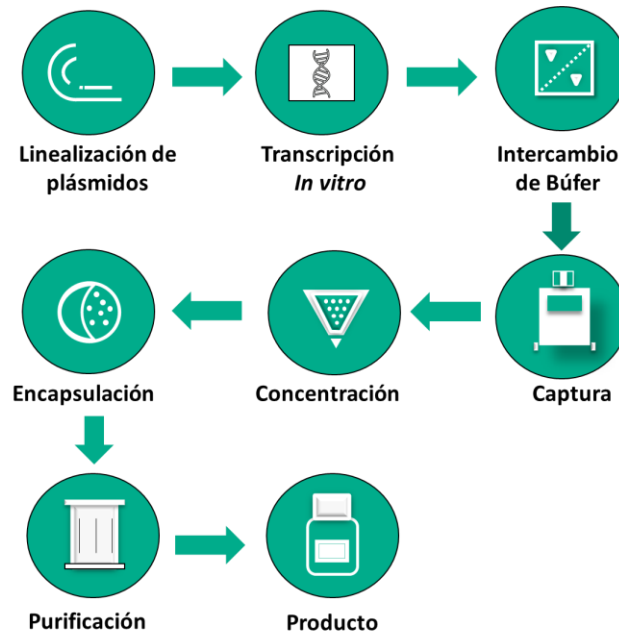 Linealización de
plásmidos
Transcripción
In vitro
Intercambio
de Búfer
Captura
Concentración
Encapsulación
Purificación
Producto